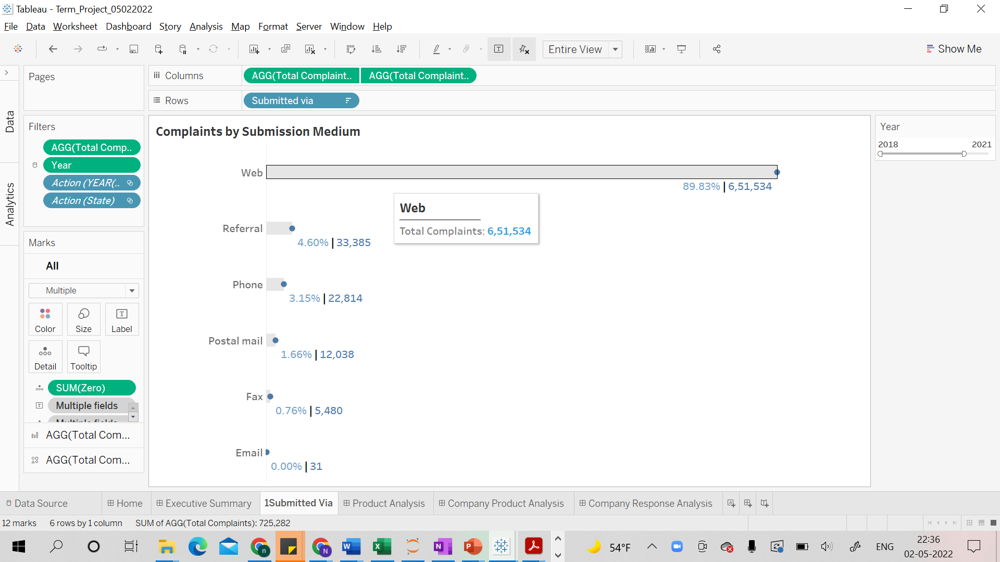 Tableau - Term_Project_05022022
File Data Worksheet Dashboard Story Analysis Map Format Server Window Help
Entire View
Show Me
Pages
Columns
AGG(Total Complaint..
AGG(Total Complaint..
Rows
Submitted via
Data
Analytics
Filters
AGG(Total Comp..
Year
Action (YEAR(..
Action (State)
Marks
All
Multiple
Color Size Label
Detail Tooltip
SUM(Zero)
Multiple fields
AGG(Total Com...
AGG(Total Com...
Complaints by Submission Medium
Web
89.83% | 6,51,534
Web
Total Complaints: 6,51,534
Referral
4.60% | 33,385
Phone
3.15% | 22,814
Postal mail
1.66% | 12,038
Fax
0.76% | 5,480
Email
0.00% | 31
Year
2018 2021
Data Source Home Executive Summary 1Submitted Via Product Analysis Company Product Analysis Company Response Analysis
12 marks 6 rows by 1 column SUM of AGG(Total Complaints): 725,282
54°F
ENG
22:36
02-05-2022